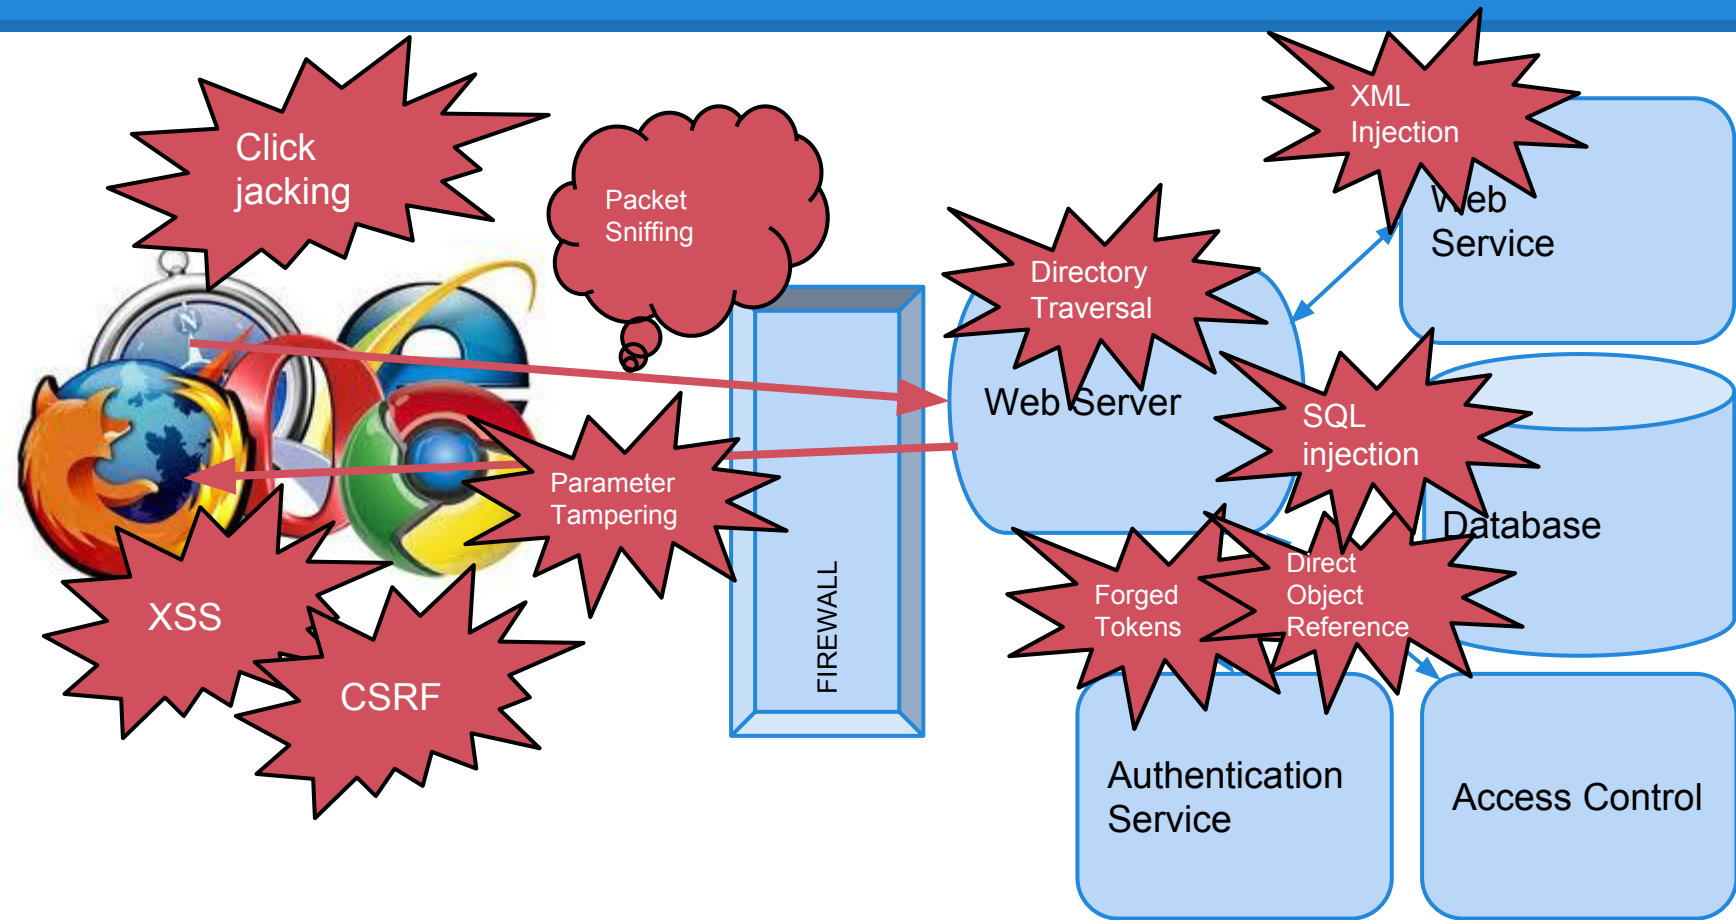 Click
jacking
Packet
Sniffing
XML
Injection
Web
Service
Directory
Traversal
Web Server
SQL
injection
Database
Parameter
Tampering
FIREWALL
XSS
CSRF
Forged
Tokens
Direct
Object
Reference
Authentication
Service
Access Control
N